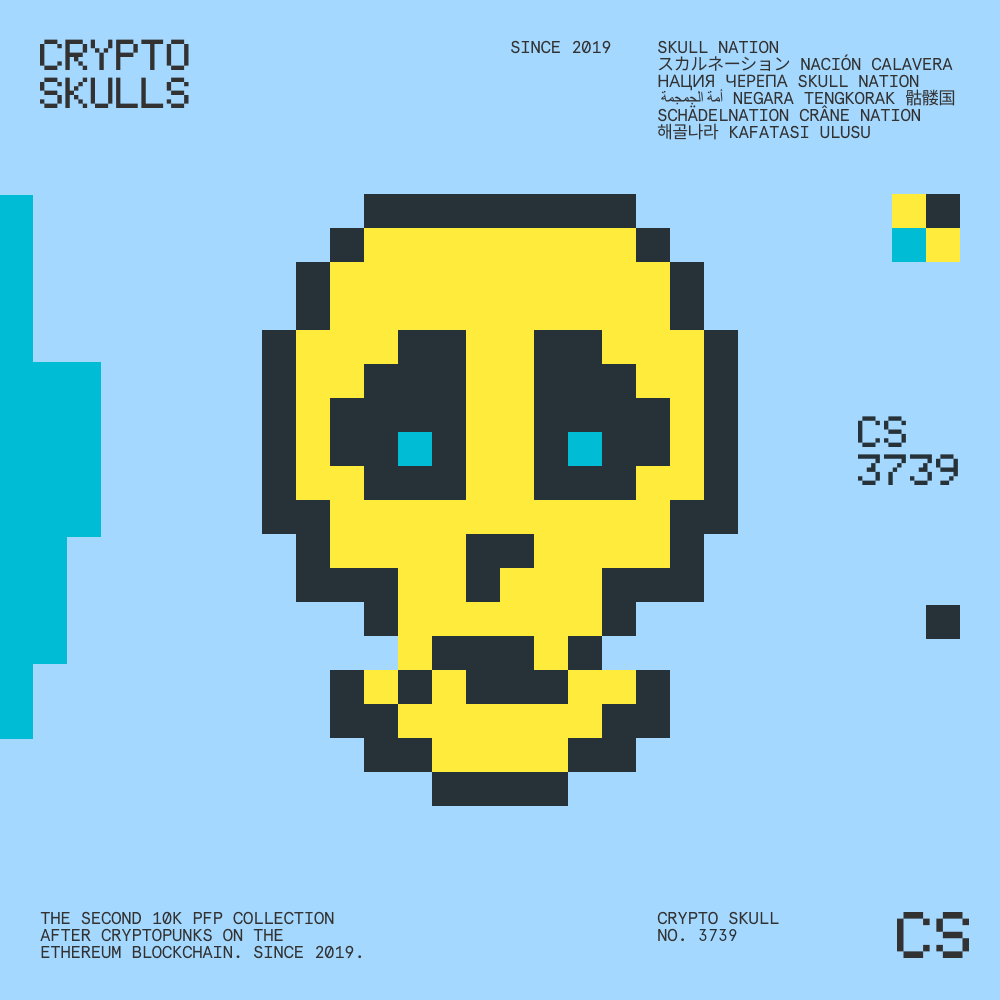 CRYPTO
SKULLS
SINCE 2019
SKULL NATION
スカルネーション NACIÓN CALAVERA
НАЦИЯ ЧЕРЕПА SKULL NATION
أمة الجمجمة NEGARA TENGKORAK 骷髅国
SCHÄDELNATION CRÂNE NATION
해골나라 KAFATASI ULUSU
CS
3739
THE SECOND 10K PFP COLLECTION
AFTER CRYPTOPUNKS ON THE
ETHEREUM BLOCKCHAIN. SINCE 2019.
CRYPTO SKULL
NO. 3739
CS